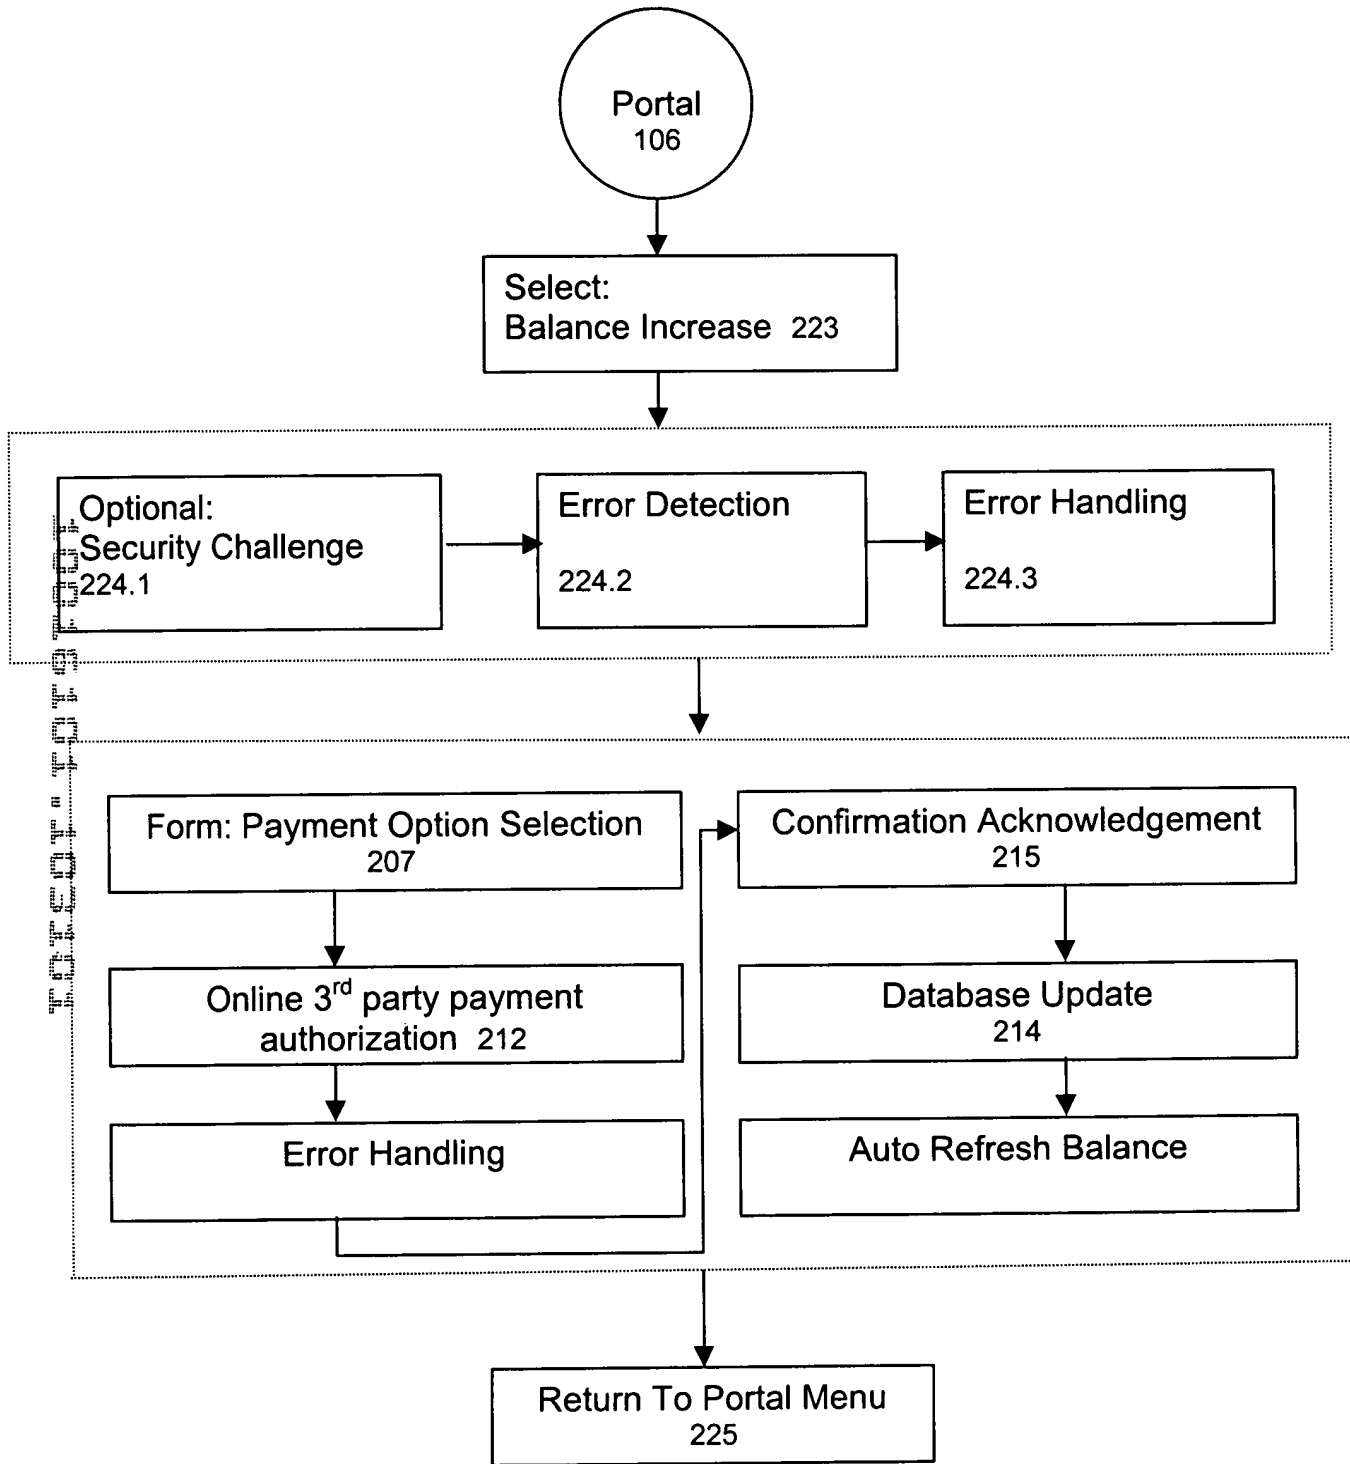 Portal
106
Select:
Balance Increase 223
Optional:
Security Challenge
224.1
Error Detection
224.2
Error Handling
224.3
Form: Payment Option Selection
207
Online 3rd party payment
authorization 212
Error Handling
Confirmation Acknowledgement
215
Database Update
214
Auto Refresh Balance
Return To Portal Menu
225